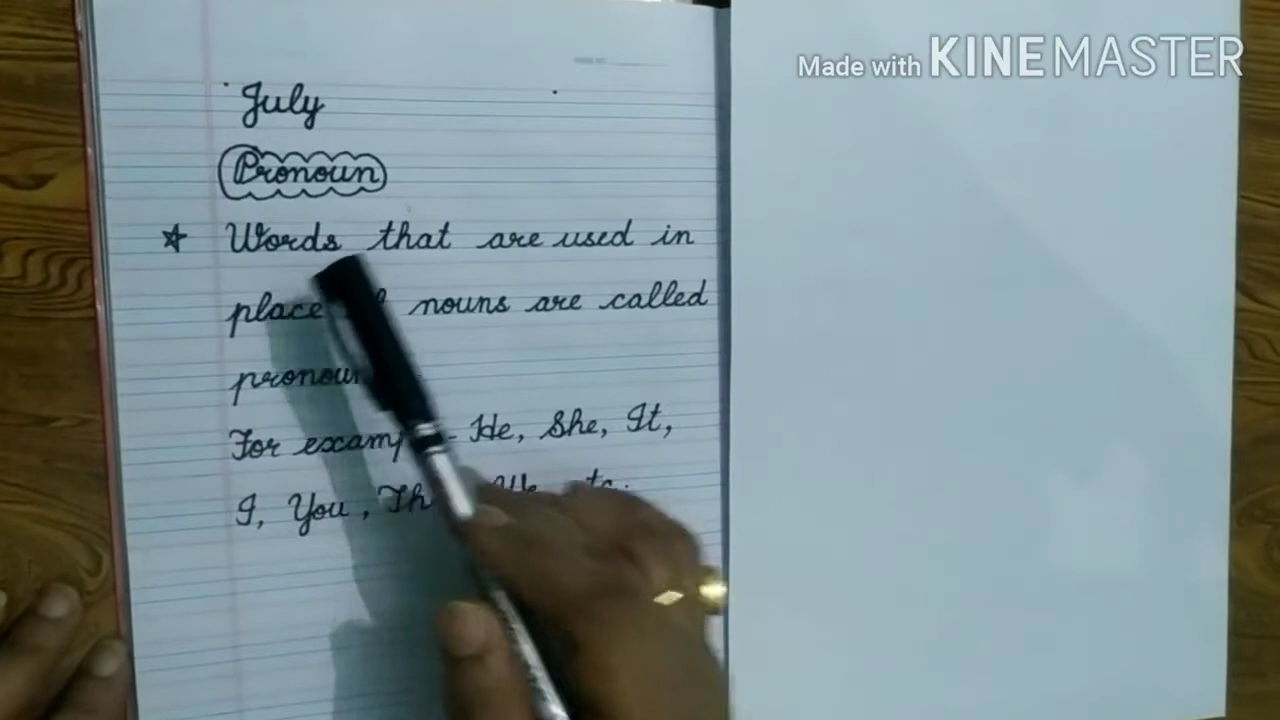 Made with KINEMASTER
July
Pronoun
Words that are used in
place nouns are called
For He, She, It,
I, You,